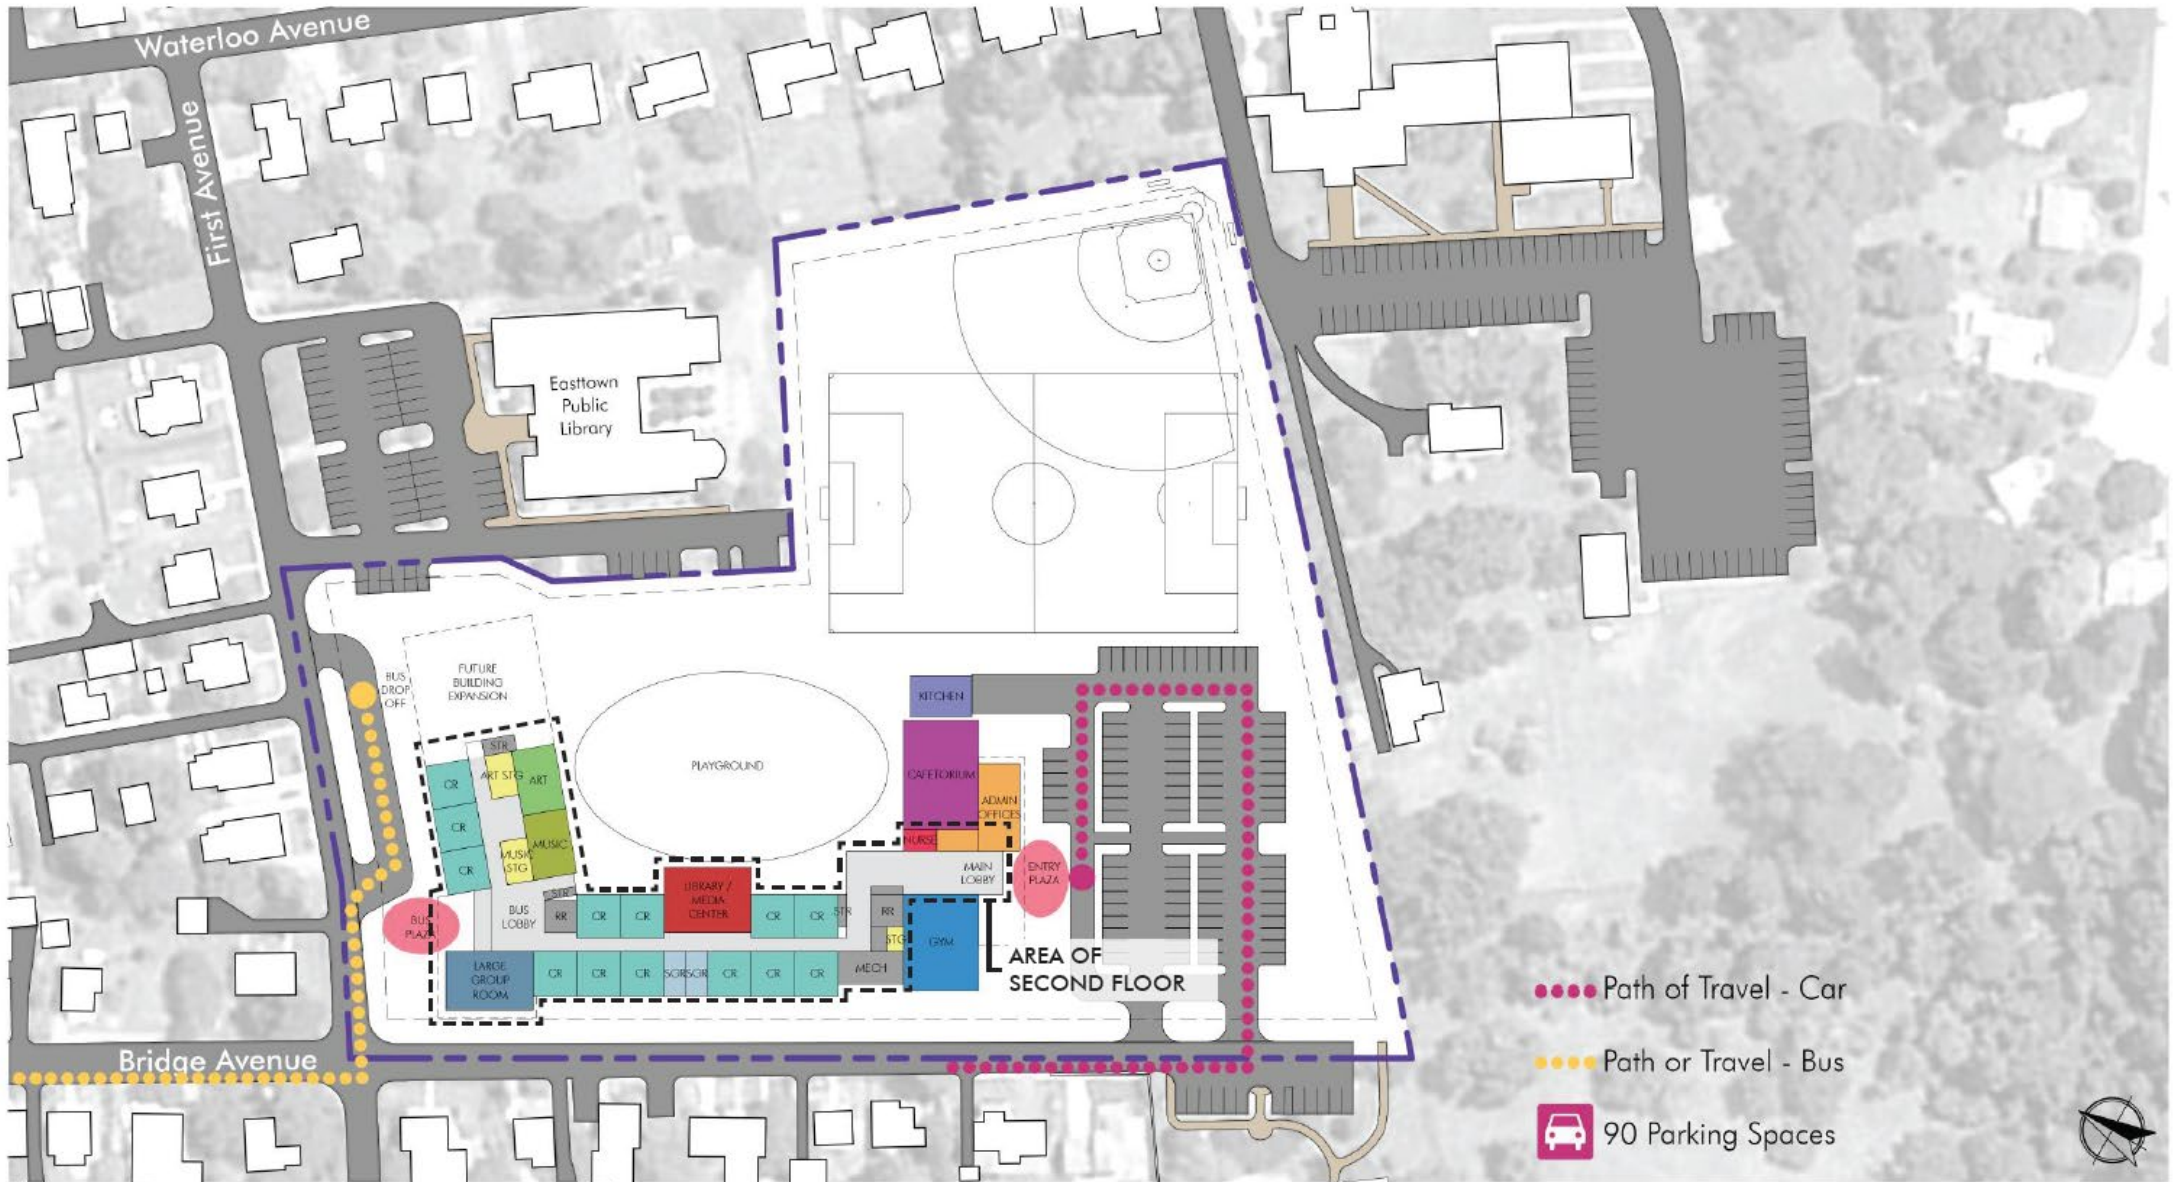 Waterloo Avenue
First Avenue
Easttown
Public
Library
BUS
DROP
OFF
FUTURE
BUILDING
EXPANSION
PLAYGROUND
KITCHEN
CAFETORIUM
ADMIN
OFFICES
NURSE
MAIN
LOBBY
ENTRY
PLAZA
STR
ART STG
ART
CR
CR
CR
MUSIC
STG
MUSIC
STR
BUS
PLAZA
BUS
LOBBY
RR
CR
CR
LIBRARY /
MEDIA
CENTER
CR
CR
STR
RR
STG
GYM
LARGE
GROUP
ROOM
CR
CR
CR
SGR
SGR
CR
CR
CR
MECH
AREA OF
SECOND FLOOR
Bridge Avenue
Path of Travel - Car
Path or Travel - Bus
90 Parking Spaces